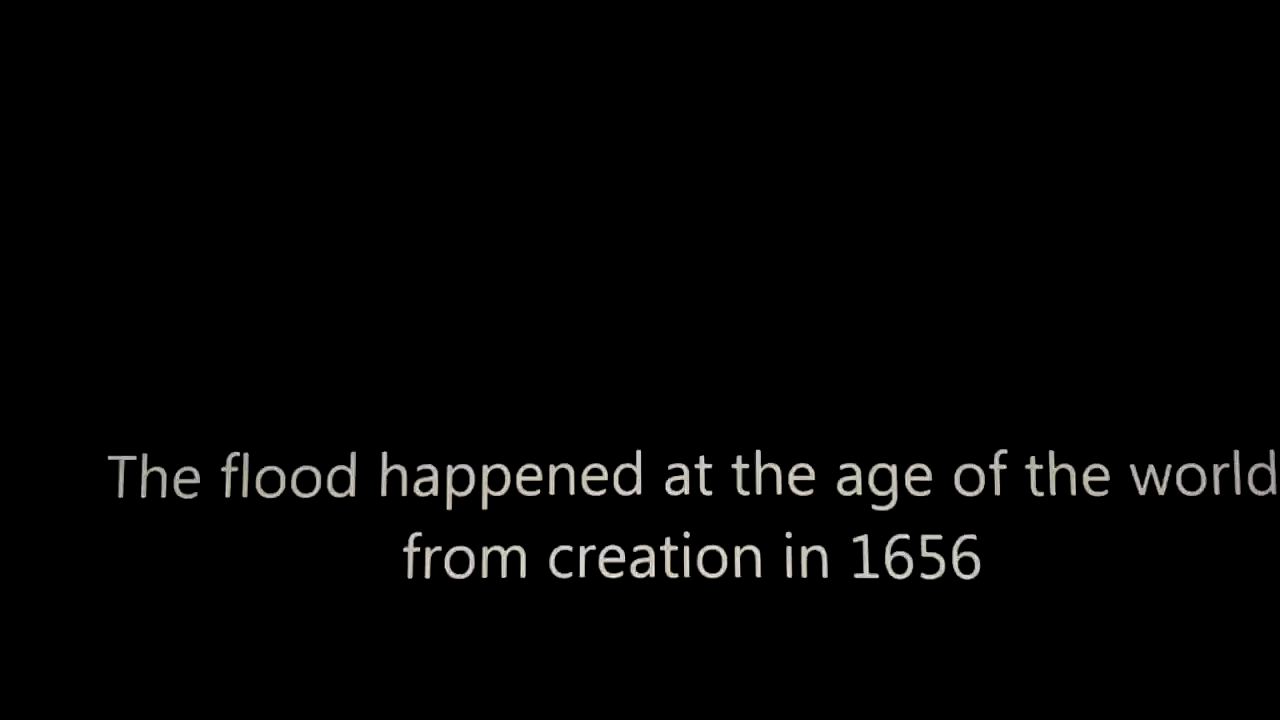 The flood happened at the age of the world
from creation in 1656